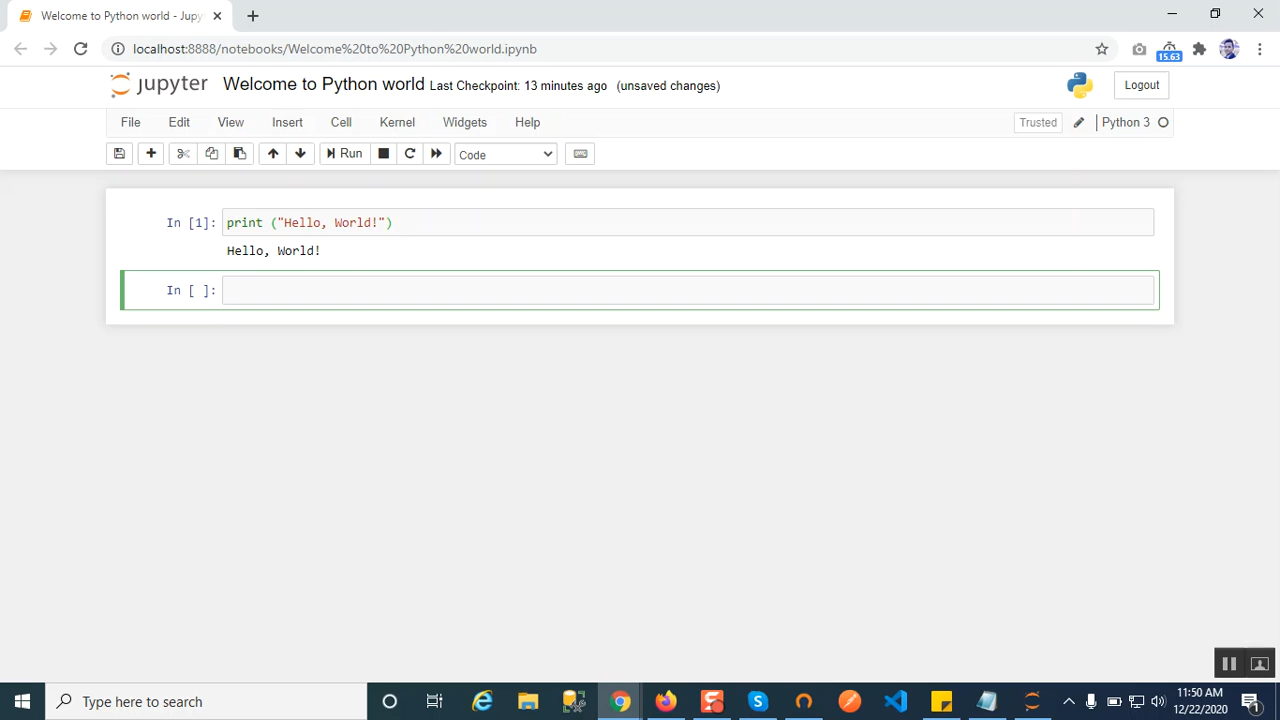 Welcome to Python world - Jupy
localhost:8888/notebooks/Welcome%20to%20Python%20world.ipynb
15.63
jupyter Welcome to Python world Last Checkpoint: 13 minutes ago (unsaved changes)
Logout
File Edit View Insert Cell Kernel Widgets Help
Trusted Python 3
Run Code
In [1]: print ("Hello, World!")
Hello, World!
In [ ]:
Type here to search
11:50 AM
12/22/2020
1